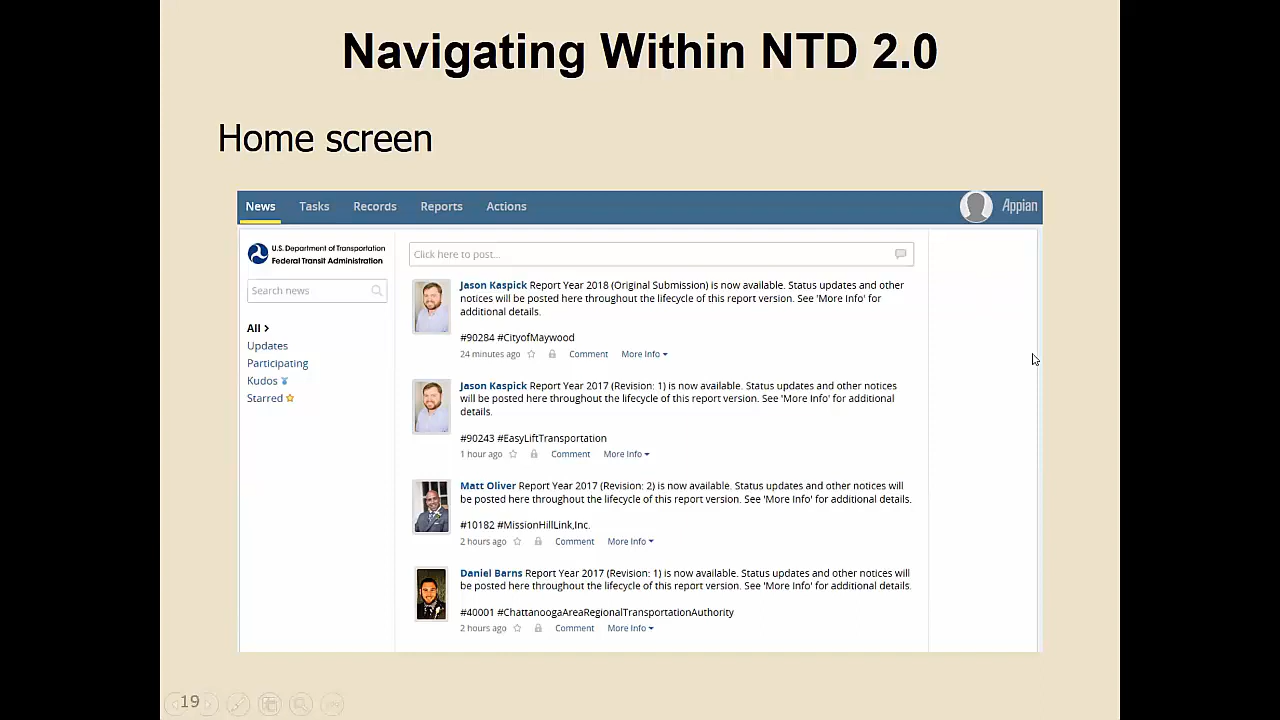 Navigating Within NTD 2.0
Home screen
News Tasks Records Reports Actions Appian
U.S. Department of Transportation
Federal Transit Administration
Search news
All >
Updates
Participating
Kudos
Starred
Click here to post...
Jason Kaspick Report Year 2018 (Original Submission) is now available. Status updates and other
notices will be posted here throughout the lifecycle of this report version. See 'More Info' for
additional details.
#90284 #CityofMaywood
24 minutes ago Comment More Info
Jason Kaspick Report Year 2017 (Revision: 1) is now available. Status updates and other notices
will be posted here throughout the lifecycle of this report version. See 'More Info' for additional
details.
#90243 #EasyLiftTransportation
1 hour ago Comment More Info
Matt Oliver Report Year 2017 (Revision: 2) is now available. Status updates and other notices will
be posted here throughout the lifecycle of this report version. See 'More Info' for additional details.
#10182 #MissionHillLink,Inc.
2 hours ago Comment More Info
Daniel Barns Report Year 2017 (Revision: 1) is now available. Status updates and other notices will
be posted here throughout the lifecycle of this report version. See 'More Info' for additional details.
#40001 #ChattanoogaAreaRegionalTransportationAuthority
2 hours ago Comment More Info
19